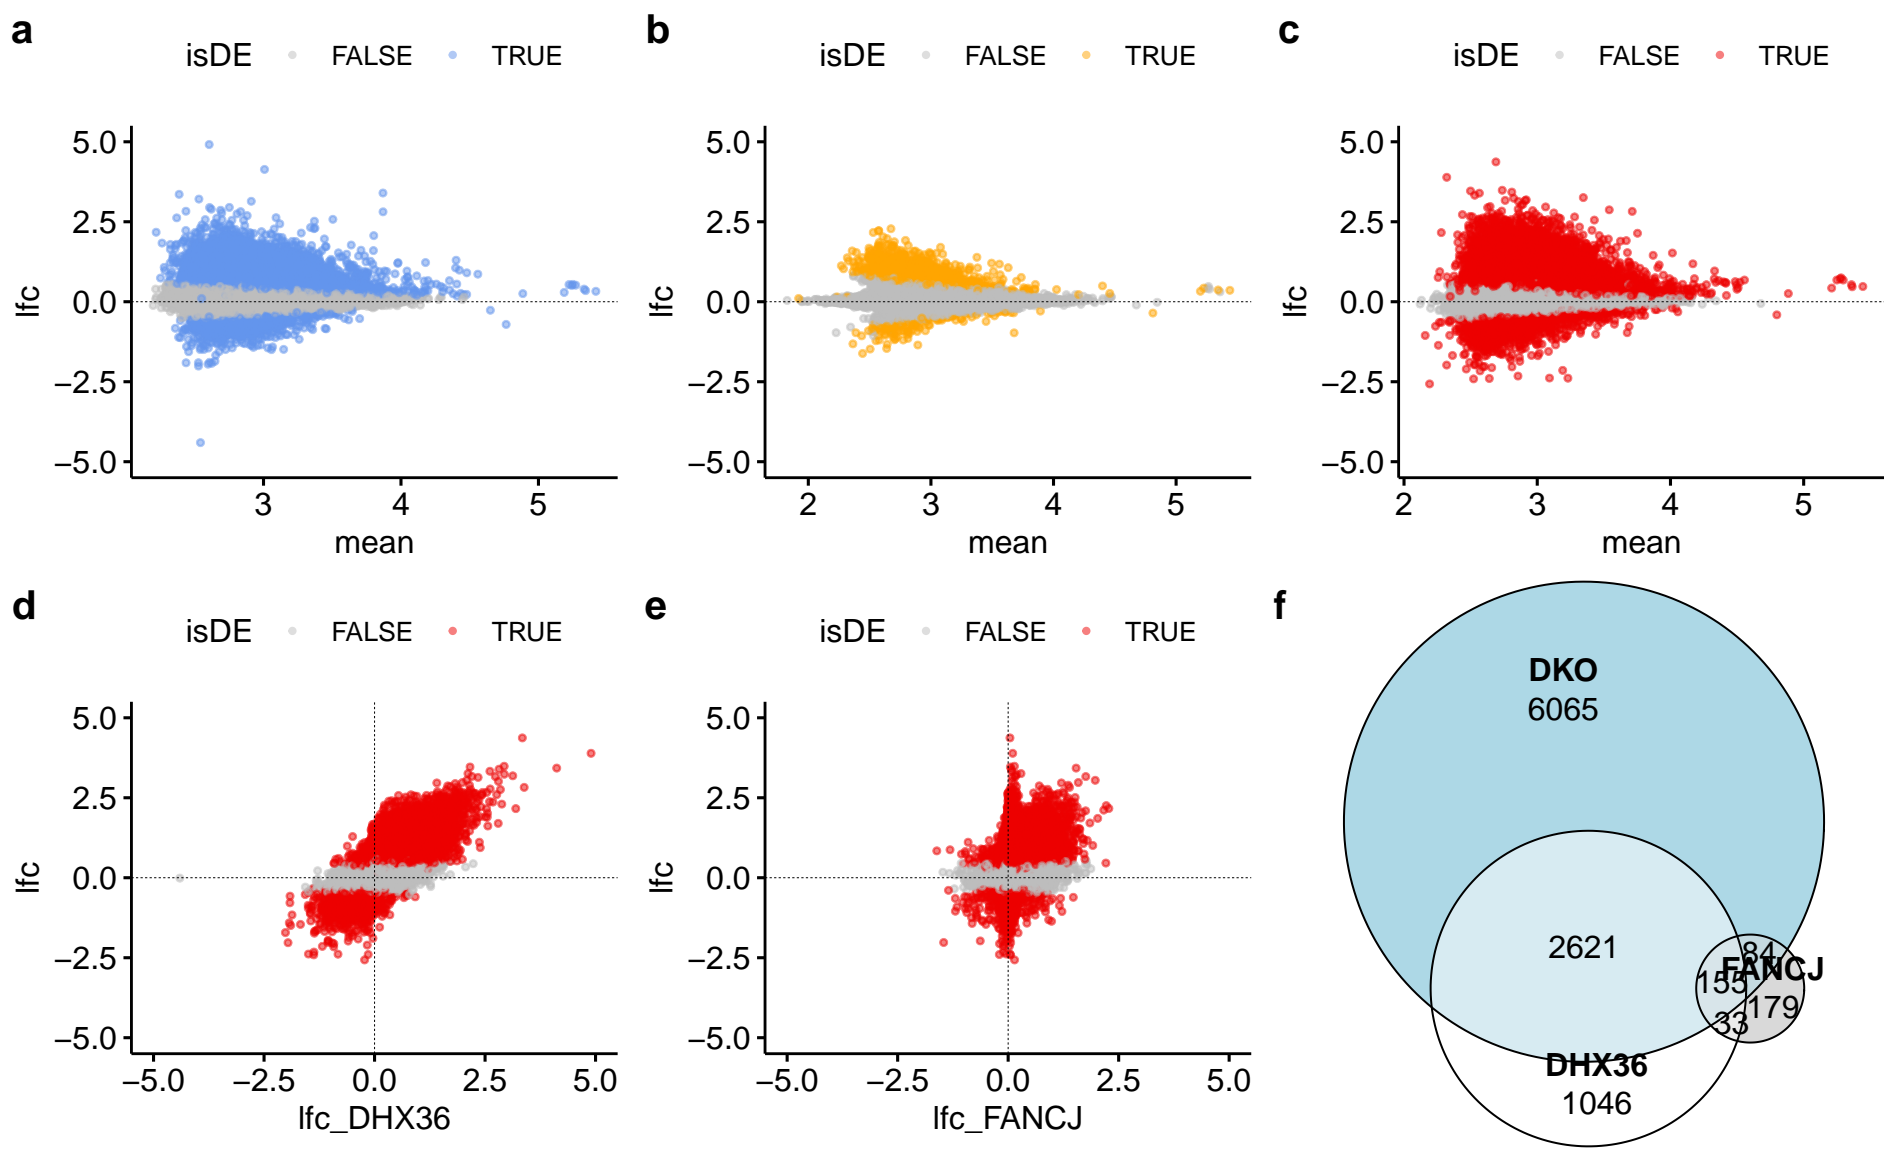 a
isDE FALSE TRUE
5.0
2.5
0.0
−2.5
−5.0
lfc
3 4 5
mean
b
isDE FALSE TRUE
5.0
2.5
0.0
−2.5
−5.0
lfc
2 3 4 5
mean
c
isDE FALSE TRUE
5.0
2.5
0.0
−2.5
−5.0
lfc
2 3 4 5
mean
d
isDE FALSE TRUE
5.0
2.5
0.0
−2.5
−5.0
lfc
−5.0 −2.5 0.0 2.5 5.0
lfc_DHX36
e
isDE FALSE TRUE
5.0
2.5
0.0
−2.5
−5.0
lfc
−5.0 −2.5 0.0 2.5 5.0
lfc_FANCJ
f
DKO
6065
2621
84
FANCJ
155
179
33
DHX36
1046